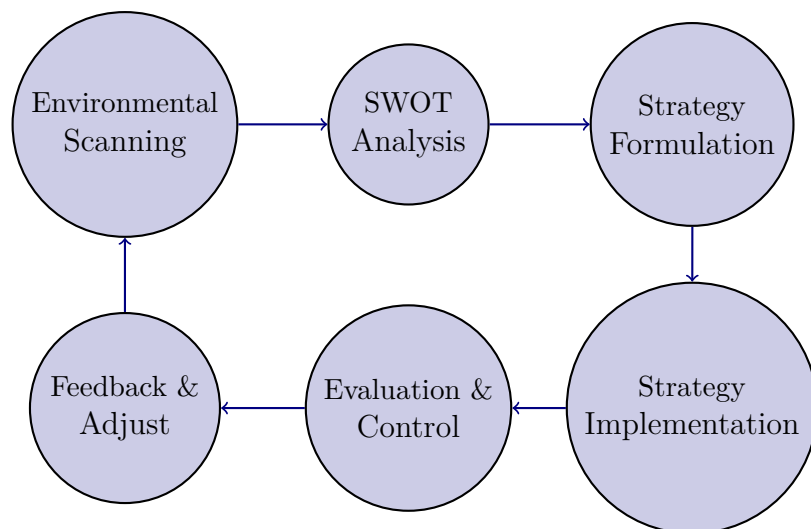 Environmental
Scanning
SWOT
Analysis
Strategy
Formulation
Strategy
Implementation
Evaluation &
Control
Feedback &
Adjust